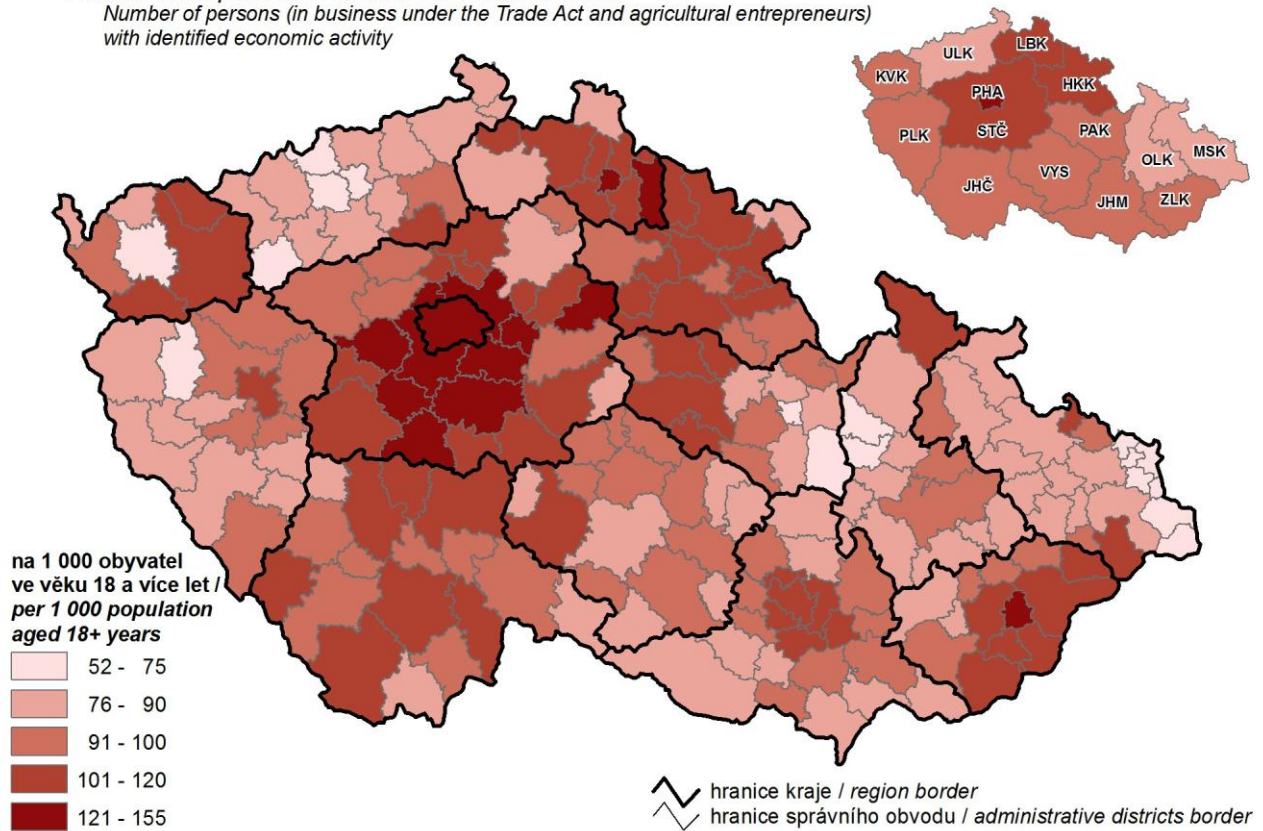 Number of persons (in business under the Trade Act and agricultural entrepreneurs)
with identified economic activity
ULK
LBK
KVK
PHA
HKK
PLK
STČ
PAK
OLK
MSK
JHČ
VYS
JHM
ZLK
na 1 000 obyvatel
ve věku 18 a více let /
per 1 000 population
aged 18+ years
52 - 75
76 - 90
91 - 100
101 - 120
121 - 155
hranice kraje / region border
hranice správního obvodu / administrative districts border